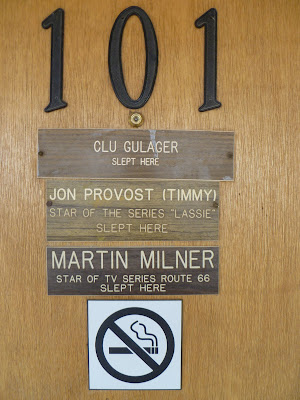 101
CLU GULAGER
SLEPT HERE
JON PROVOST (TIMMY)
STAR OF THE SERIES "LASSIE"
SLEPT HERE
MARTIN MILNER
STAR OF TV SERIES ROUTE 66
SLEPT HERE